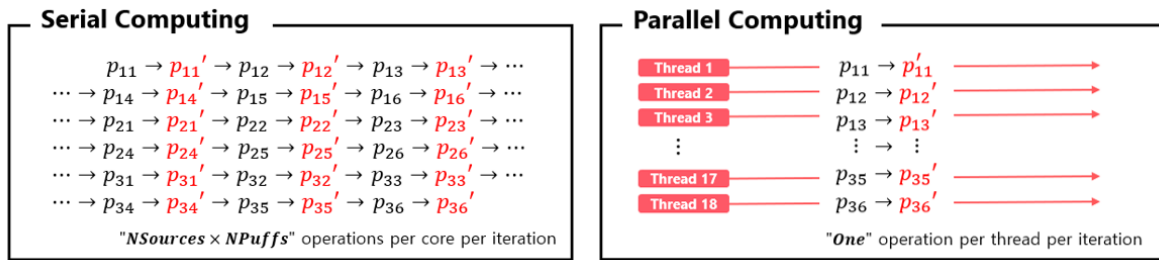 Serial Computing
p₁₁ → p₁₁′ → p₁₂ → p₁₂′ → p₁₃ → p₁₃′ → ⋯
⋯ → p₁₄ → p₁₄′ → p₁₅ → p₁₅′ → p₁₆ → p₁₆′ → ⋯
⋯ → p₂₁ → p₂₁′ → p₂₂ → p₂₂′ → p₂₃ → p₂₃′ → ⋯
⋯ → p₂₄ → p₂₄′ → p₂₅ → p₂₅′ → p₂₆ → p₂₆′ → ⋯
⋯ → p₃₁ → p₃₁′ → p₃₂ → p₃₂′ → p₃₃ → p₃₃′ → ⋯
⋯ → p₃₄ → p₃₄′ → p₃₅ → p₃₅′ → p₃₆ → p₃₆′ → ⋯
"NSources × NPuffs" operations per core per iteration
Parallel Computing
Thread 1 p₁₁ → p′₁₁
Thread 2 p₁₂ → p₁₂′
Thread 3 p₁₃ → p₁₃′
⋮ ⋮ → ⋮
Thread 17 p₃₅ → p₃₅′
Thread 18 p₃₆ → p₃₆′
"One" operation per thread per iteration